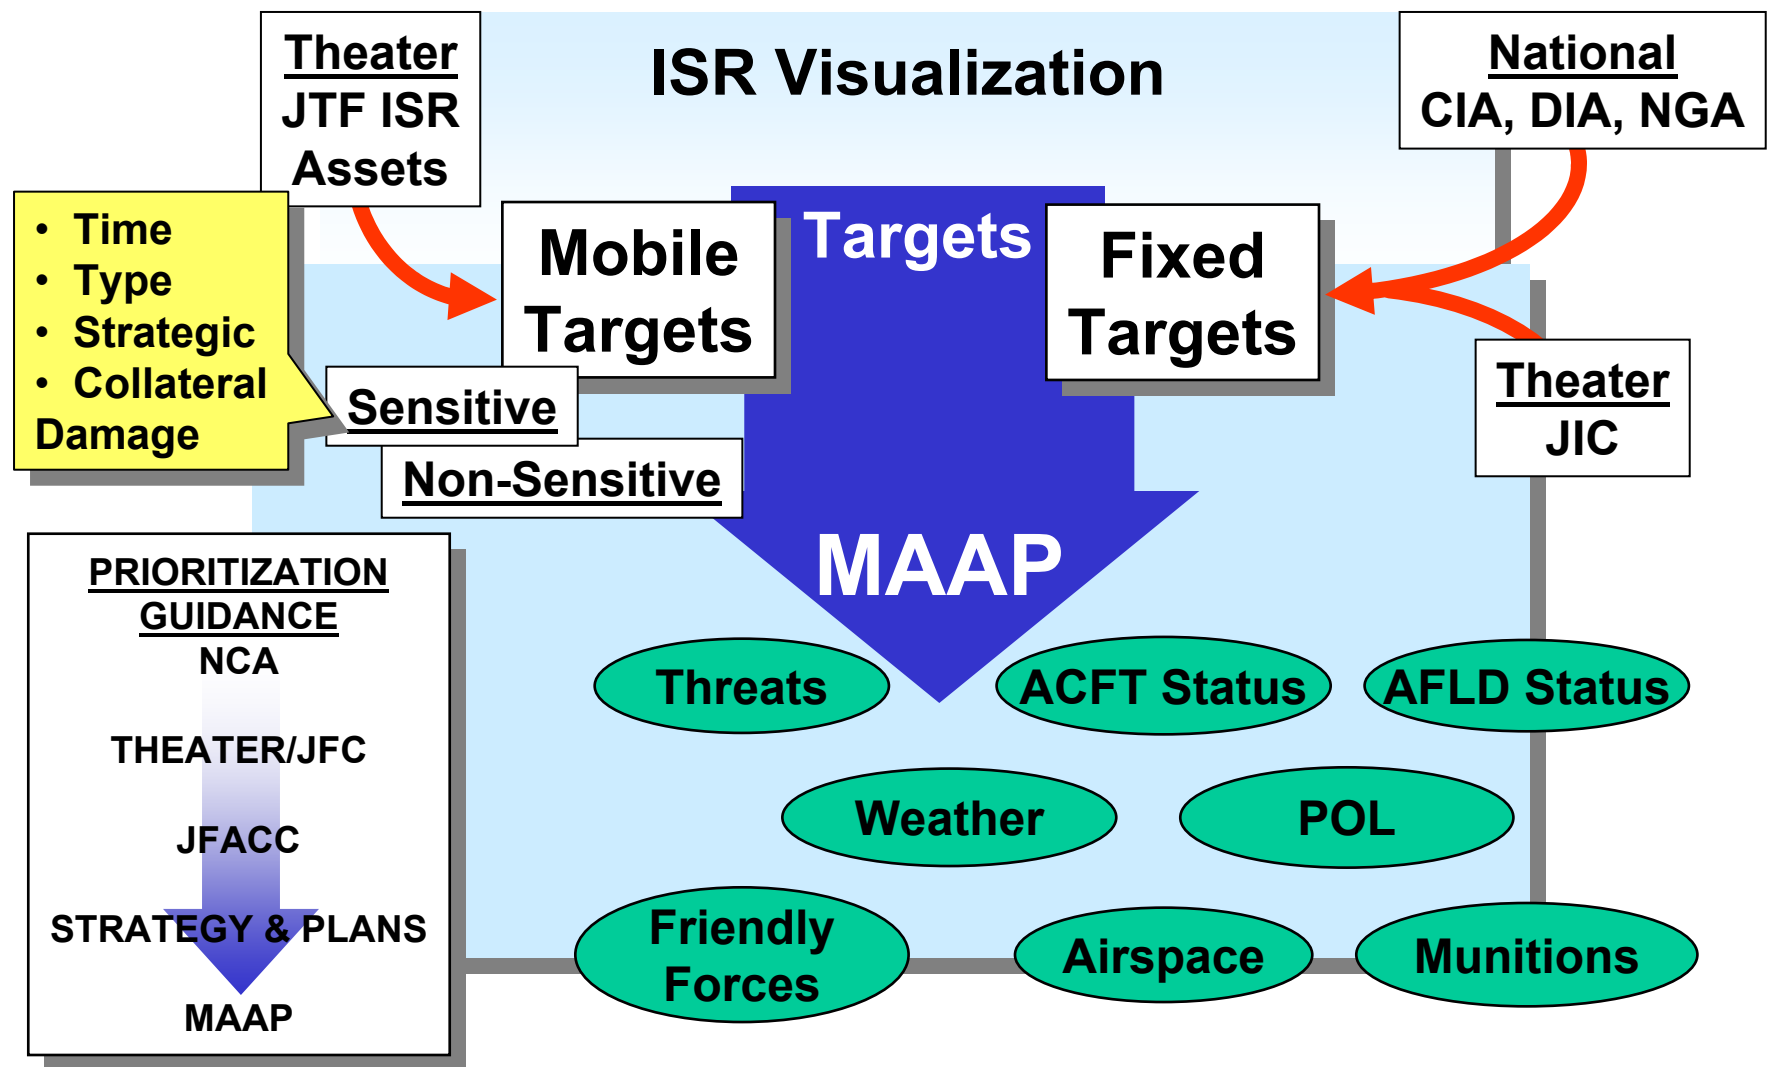 Theater
JTF ISR
Assets
ISR Visualization
National
CIA, DIA, NGA
• Time
• Type
• Strategic
• Collateral
Damage
Mobile
Targets
Targets
Fixed
Targets
Sensitive
Non-Sensitive
Theater
JIC
MAAP
PRIORITIZATION
GUIDANCE
NCA
THEATER/JFC
JFACC
STRATEGY & PLANS
MAAP
Threats
ACFT Status
AFLD Status
Weather
POL
Friendly
Forces
Airspace
Munitions